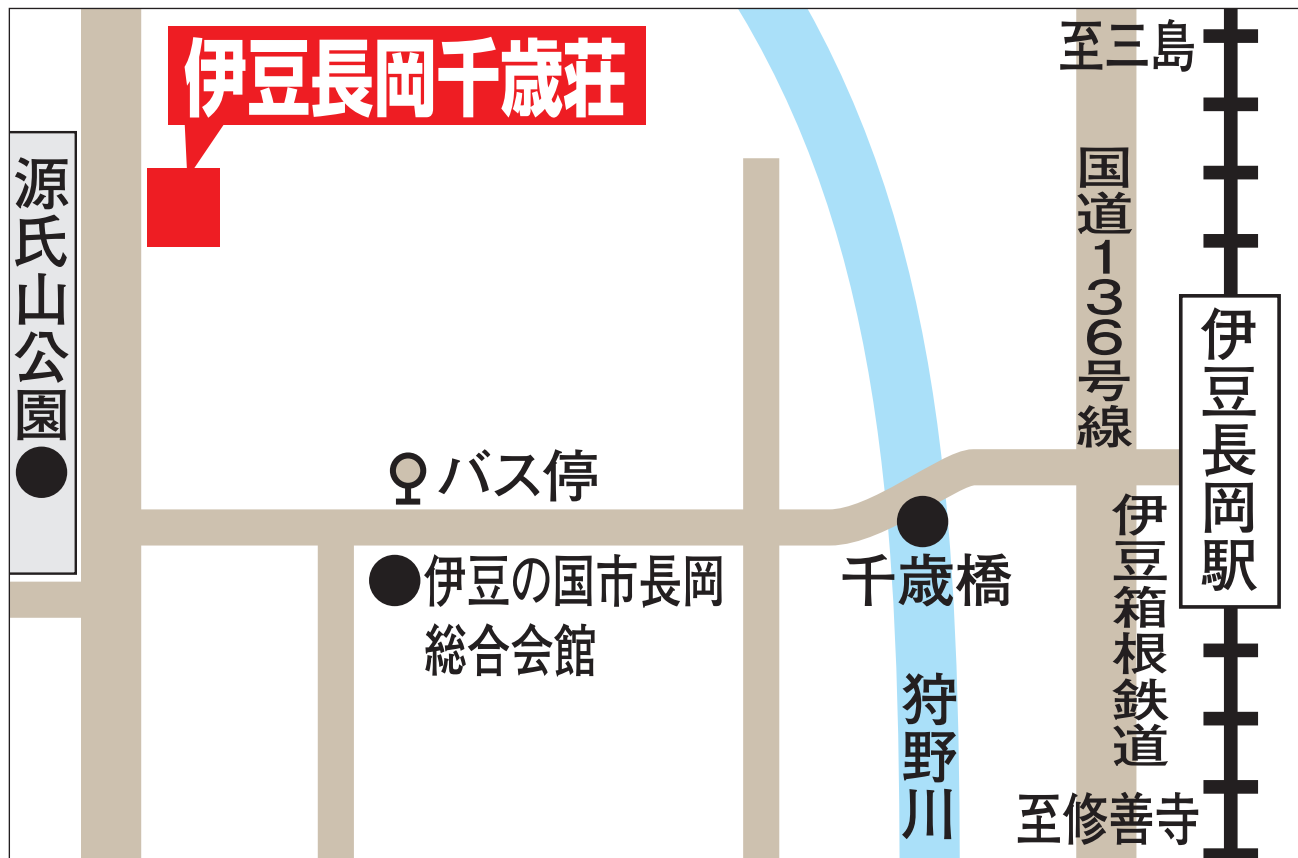 伊豆長岡千歳荘
至三島
源氏山公園
国道136号線
伊豆長岡駅
バス停
伊豆の国市長岡
総合会館
千歳橋
伊豆箱根鉄道
狩野川
至修善寺